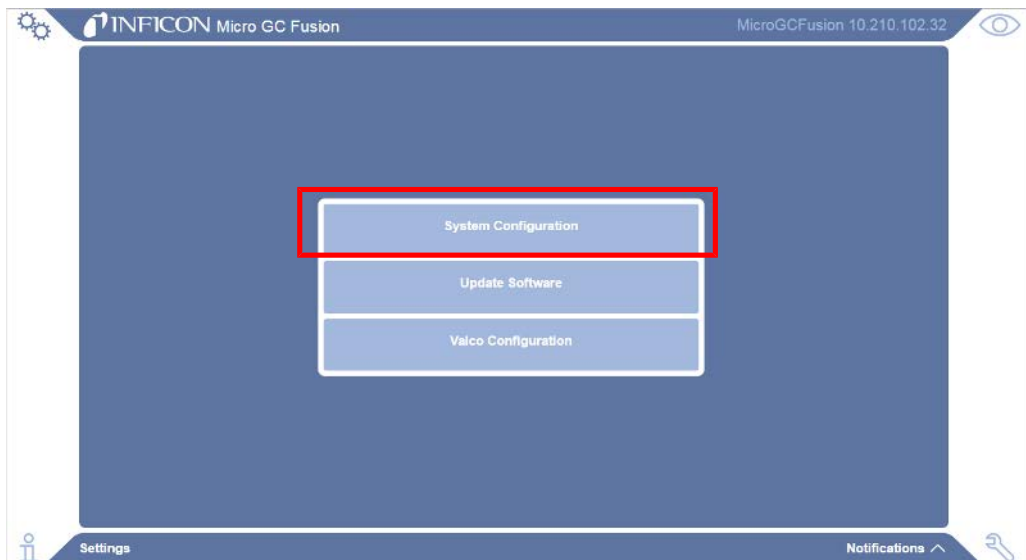 INFICON Micro GC Fusion
MicroGCFusion 10.210.102.32
System Configuration
Update Software
Valco Configuration
Settings
Notifications